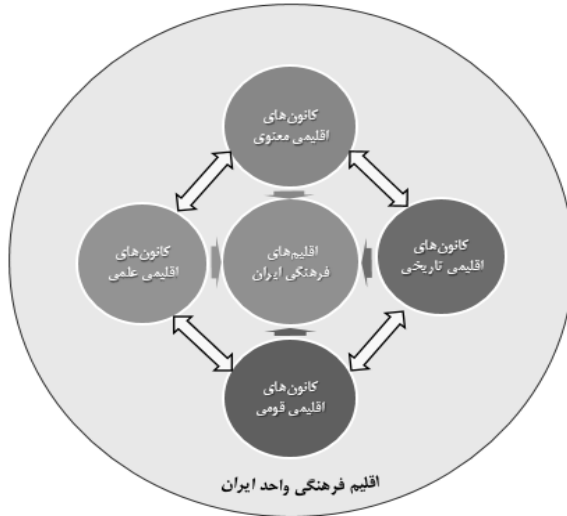 کانون‌های
اقلیمی معنوی
کانون‌های
اقلیمی تاریخی
اقلیم‌های
فرهنگی ایران
کانون‌های
اقلیمی علمی
کانون‌های
اقلیمی قومی
اقلیم فرهنگی واحد ایران